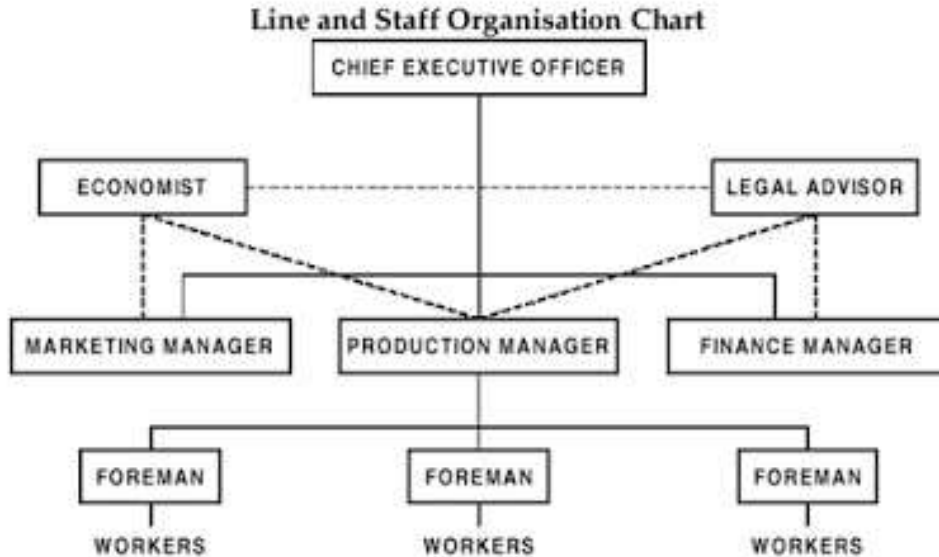 Line and Staff Organisation Chart
CHIEF EXECUTIVE OFFICER
ECONOMIST
LEGAL ADVISOR
MARKETING MANAGER
PRODUCTION MANAGER
FINANCE MANAGER
FOREMAN
FOREMAN
FOREMAN
WORKERS
WORKERS
WORKERS